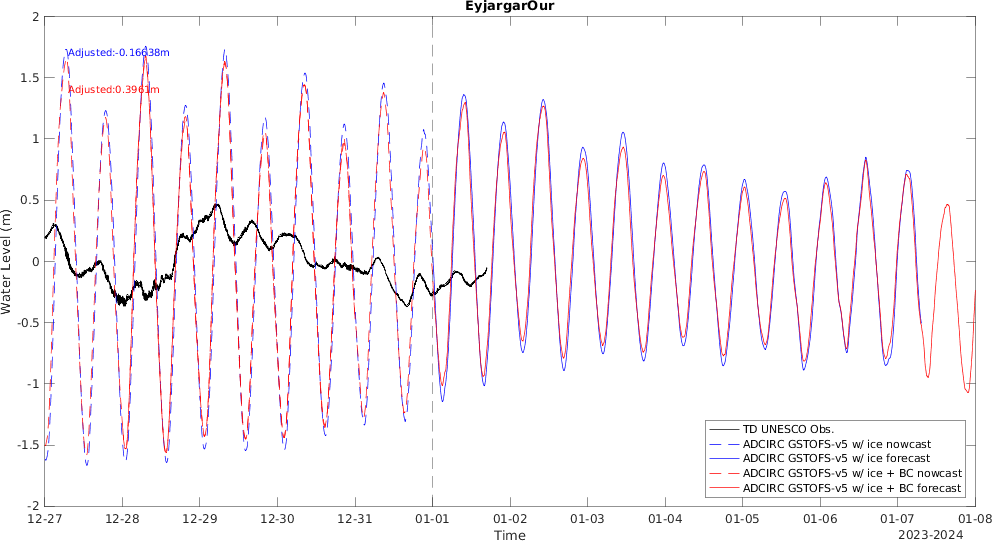 EyjargarOur
2
1.5
1
0.5
0
-0.5
-1
-1.5
-2
Water Level (m)
Adjusted:-0.16638m
Adjusted:0.3961m
TD UNESCO Obs.
ADCIRC GSTOFS-v5 w/ ice nowcast
ADCIRC GSTOFS-v5 w/ ice forecast
ADCIRC GSTOFS-v5 w/ ice + BC nowcast
ADCIRC GSTOFS-v5 w/ ice + BC forecast
12-27 12-28 12-29 12-30 12-31 01-01 01-02 01-03 01-04 01-05 01-06 01-07 01-08
Time
2023-2024